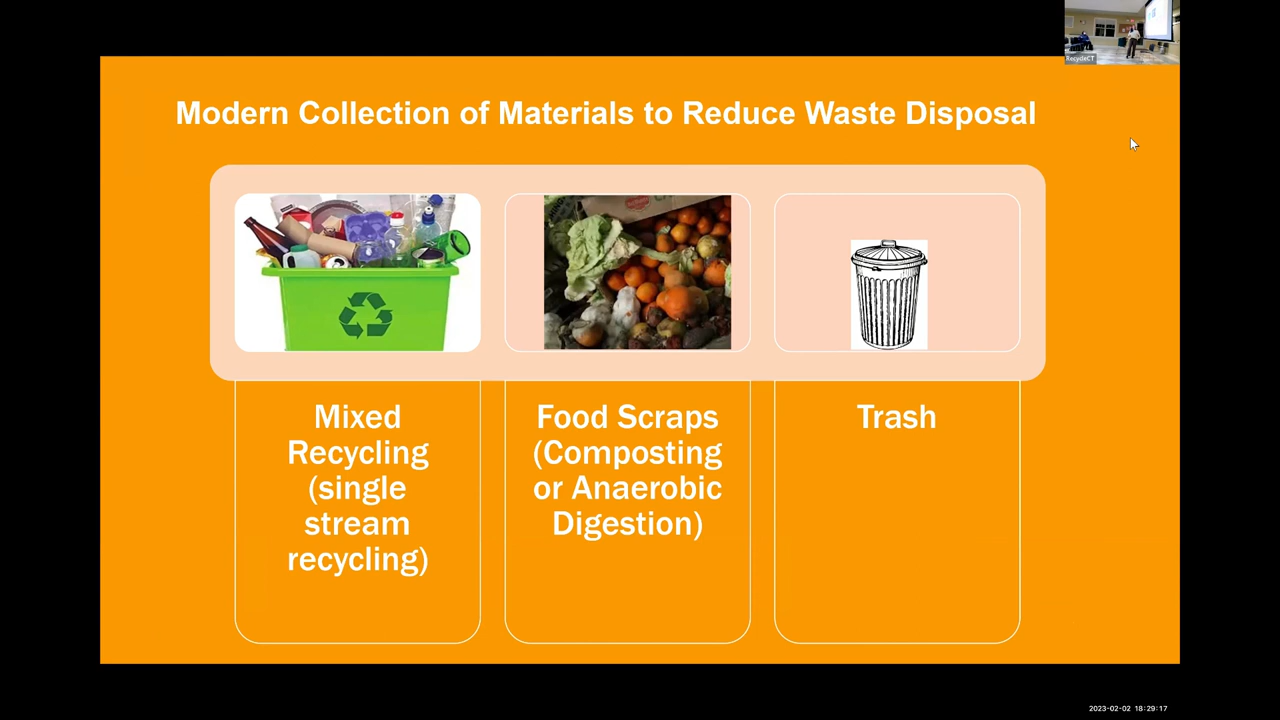 RecycleCT
Modern Collection of Materials to Reduce Waste Disposal
Mixed
Recycling
(single
stream
recycling)
Food Scraps
(Composting
or Anaerobic
Digestion)
Trash
2023-02-02 18:29:17